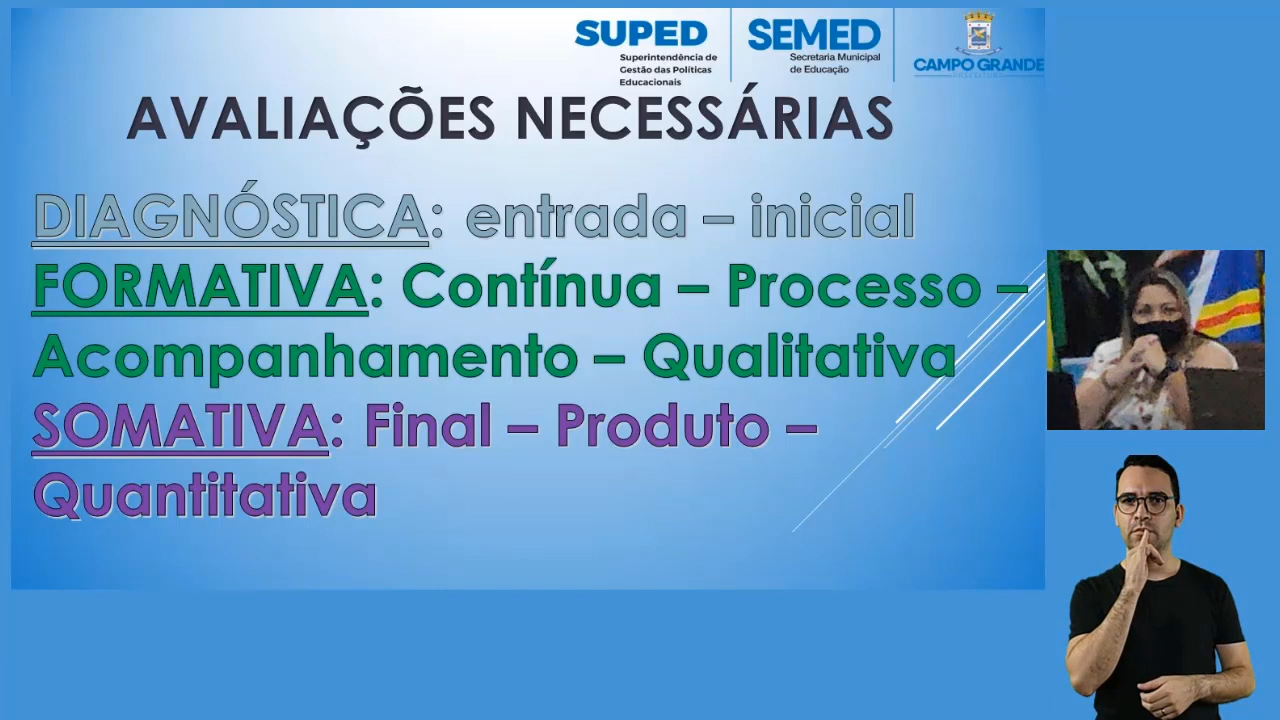 SUPED
Superintendência de
Gestão das Políticas
Educacionais
SEMED
Secretaria Municipal
de Educação
CAMPO GRANDE
AVALIAÇÕES NECESSÁRIAS
DIAGNÓSTICA: entrada – inicial
FORMATIVA: Contínua – Processo –
Acompanhamento – Qualitativa
SOMATIVA: Final – Produto –
Quantitativa